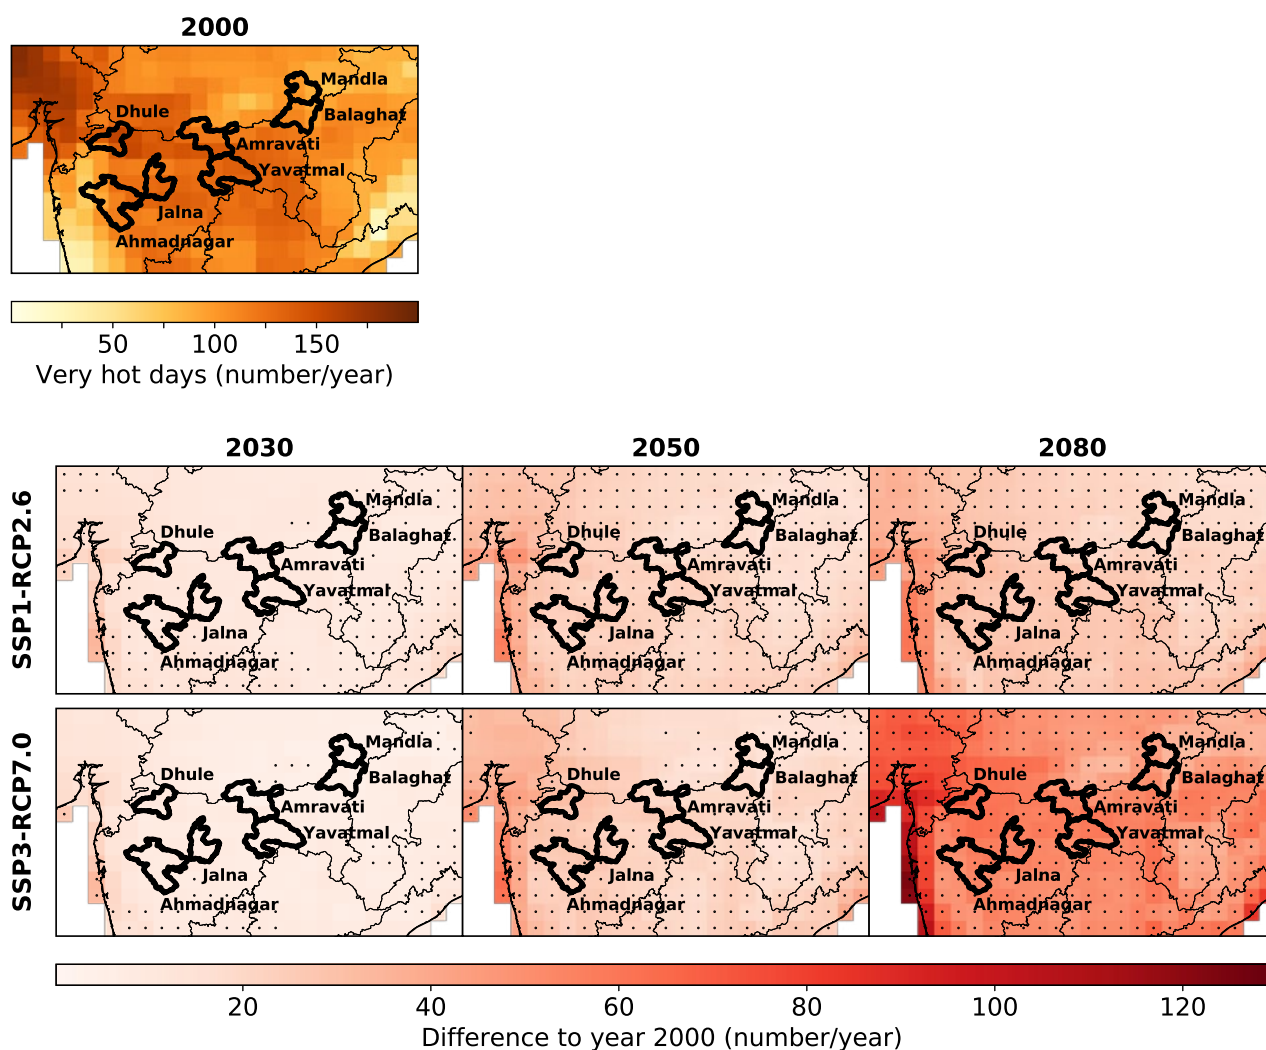 2000
Mandla
Dhule
Balaghat
Amravati
Yavatmal
Jalna
Ahmadnagar
50 100 150
Very hot days (number/year)
2030 2050 2080
SSP1-RCP2.6
Mandla Mandla Mandla
Dhule Dhule Dhule
Balaghat Balaghat Balaghat
Amravati Amravati Amravati
Yavatmal Yavatmal Yavatmal
Jalna Jalna Jalna
Ahmadnagar Ahmadnagar Ahmadnagar
SSP3-RCP7.0
Mandla Mandla Mandla
Dhule Dhule Dhule
Balaghat Balaghat Balaghat
Amravati Amravati Amravati
Yavatmal Yavatmal Yavatmal
Jalna Jalna Jalna
Ahmadnagar Ahmadnagar Ahmadnagar
20 40 60 80 100 120
Difference to year 2000 (number/year)